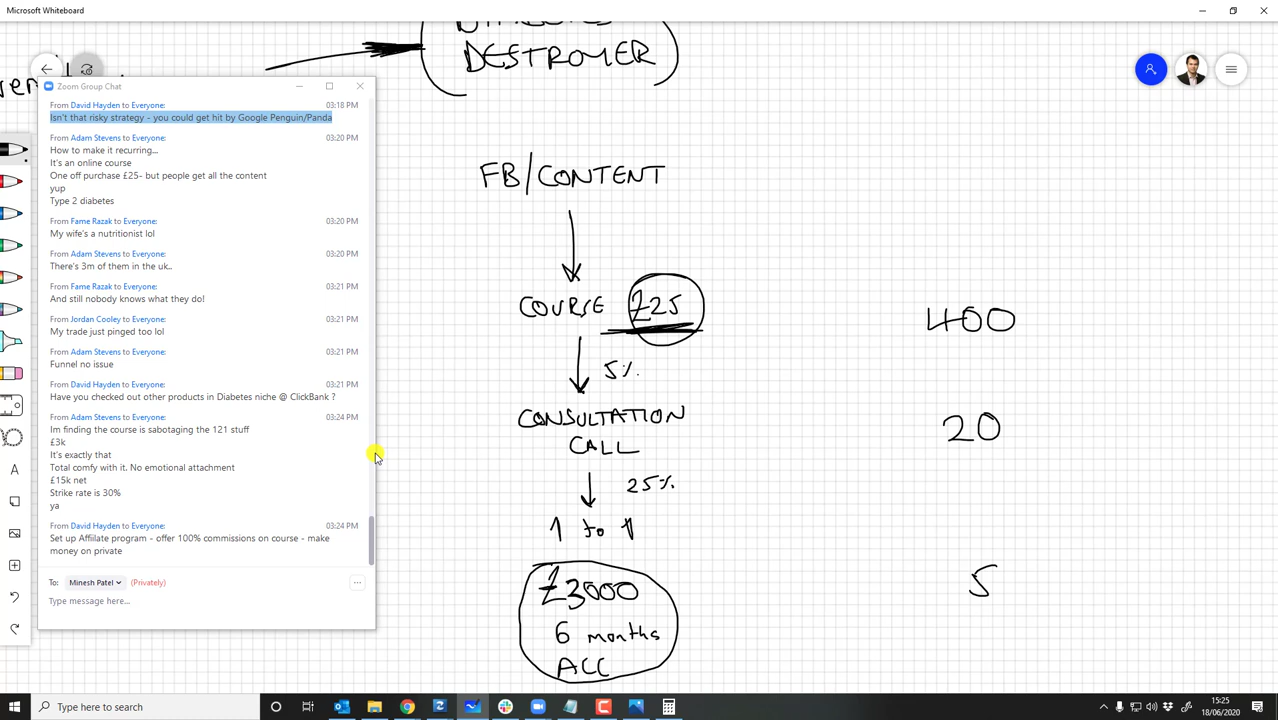 Microsoft Whiteboard
DESTROYER
Zoom Group Chat
From David Hayden to Everyone: 03:18 PM
Isn't that risky strategy - you could get hit by Google Penguin/Panda
From Adam Stevens to Everyone: 03:20 PM
How to make it recurring...
It's an online course
One off purchase £25- but people get all the content
yup
Type 2 diabetes
From Fame Razak to Everyone: 03:20 PM
My wife's a nutritionist lol
From Adam Stevens to Everyone: 03:20 PM
There's 3m of them in the uk..
From Fame Razak to Everyone: 03:21 PM
And still nobody knows what they do!
From Jordan Cooley to Everyone: 03:21 PM
My trade just pinged too lol
From Adam Stevens to Everyone: 03:21 PM
Funnel no issue
From David Hayden to Everyone: 03:21 PM
Have you checked out other products in Diabetes niche @ ClickBank ?
From Adam Stevens to Everyone: 03:24 PM
Im finding the course is sabotaging the 121 stuff
£3k
It's exactly that
Total comfy with it. No emotional attachment
£15k net
Strike rate is 30%
ya
From David Hayden to Everyone: 03:24 PM
Set up Affiilate program - offer 100% commissions on course - make
money on private
To: Minesh Patel (Privately)
Type message here...
FB/CONTENT
COURSE £25
5%
CONSULTATION
CALL
25%
1 to 1
£3000
6 months
ACC
400
20
5
Type here to search
15:25
18/06/2020